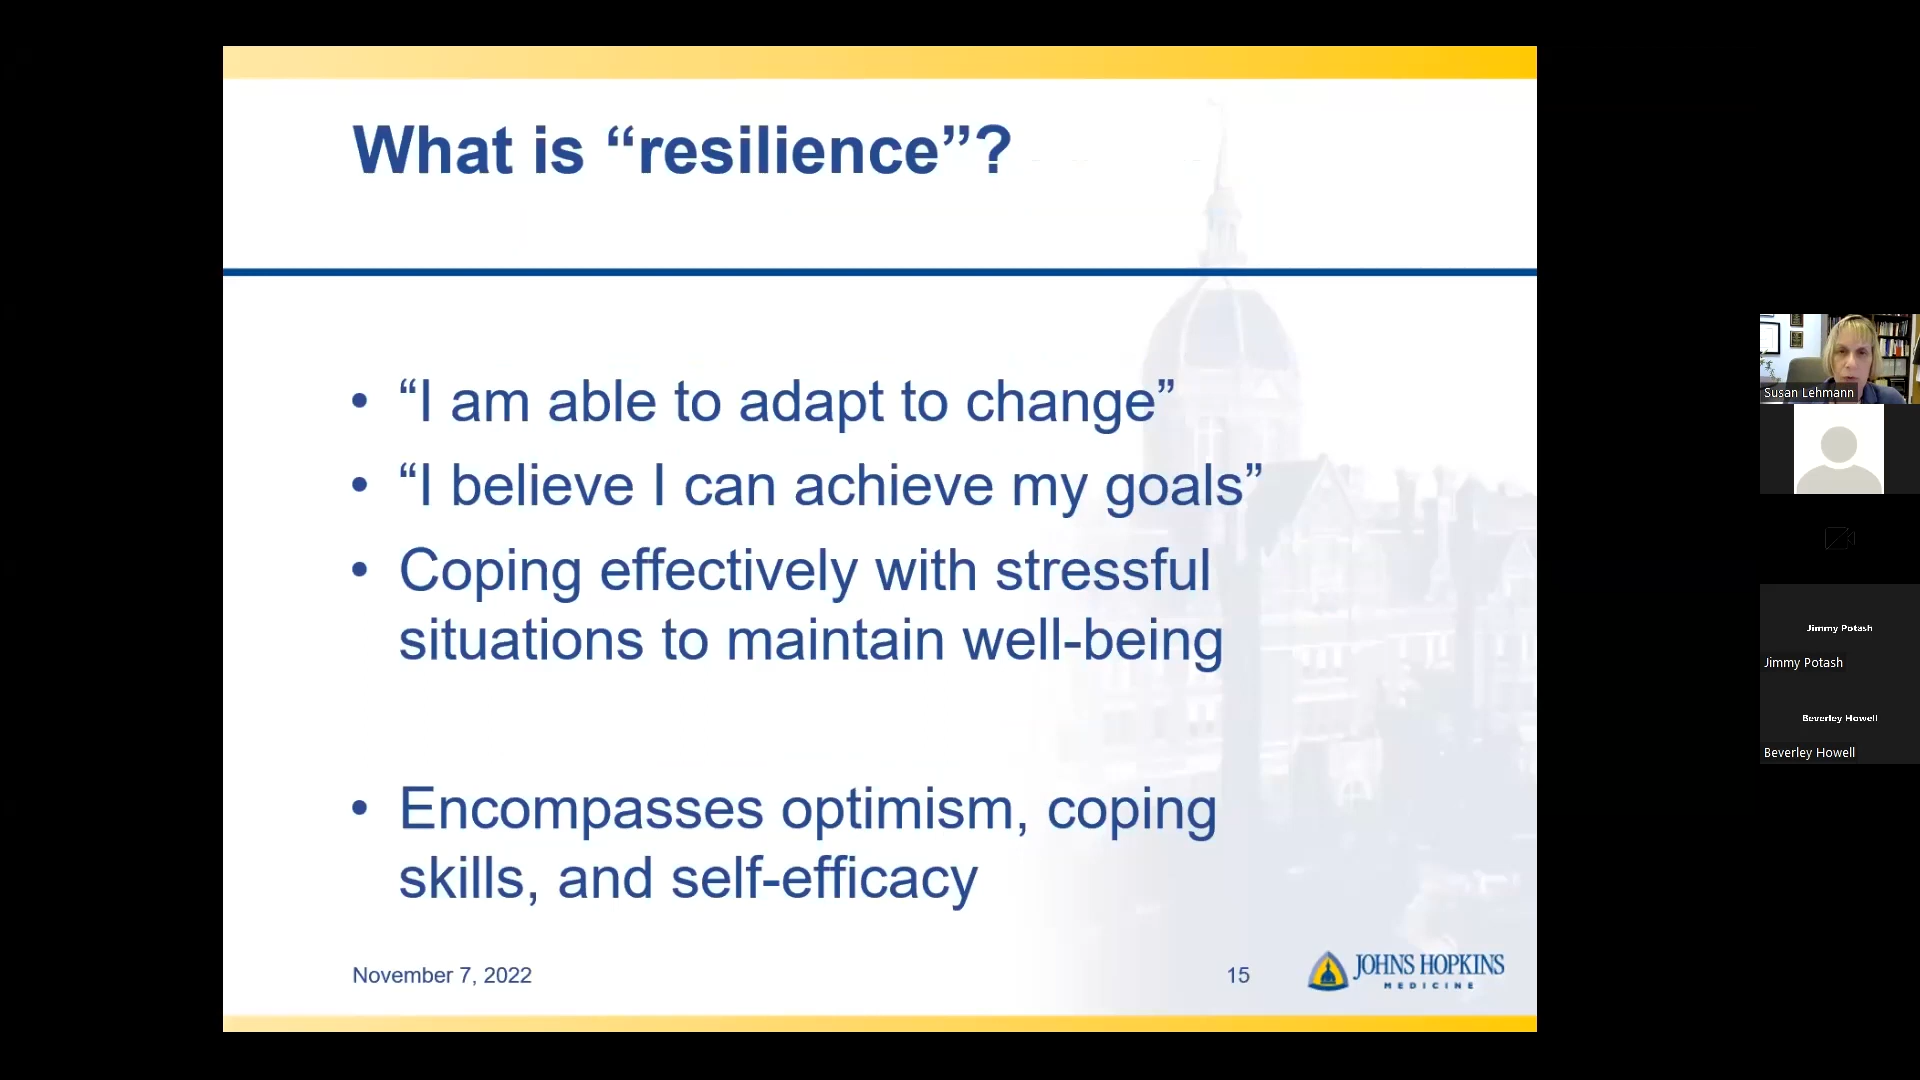 What is “resilience”?
• “I am able to adapt to change”
• “I believe I can achieve my goals”
• Coping effectively with stressful
situations to maintain well-being
• Encompasses optimism, coping
skills, and self-efficacy
November 7, 2022
15
JOHNS HOPKINS
MEDICINE
Susan Lehmann
Jimmy Potash
Jimmy Potash
Beverley Howell
Beverley Howell